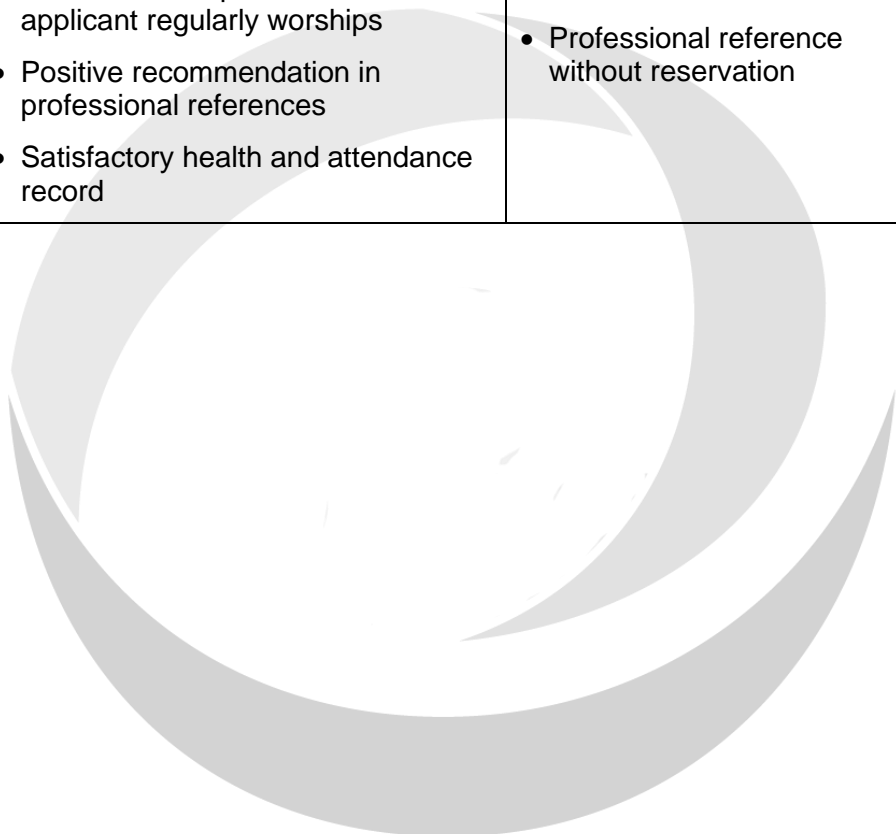 applicant regularly worships
• Positive recommendation in
professional references
• Satisfactory health and attendance
record
• Professional reference
without reservation